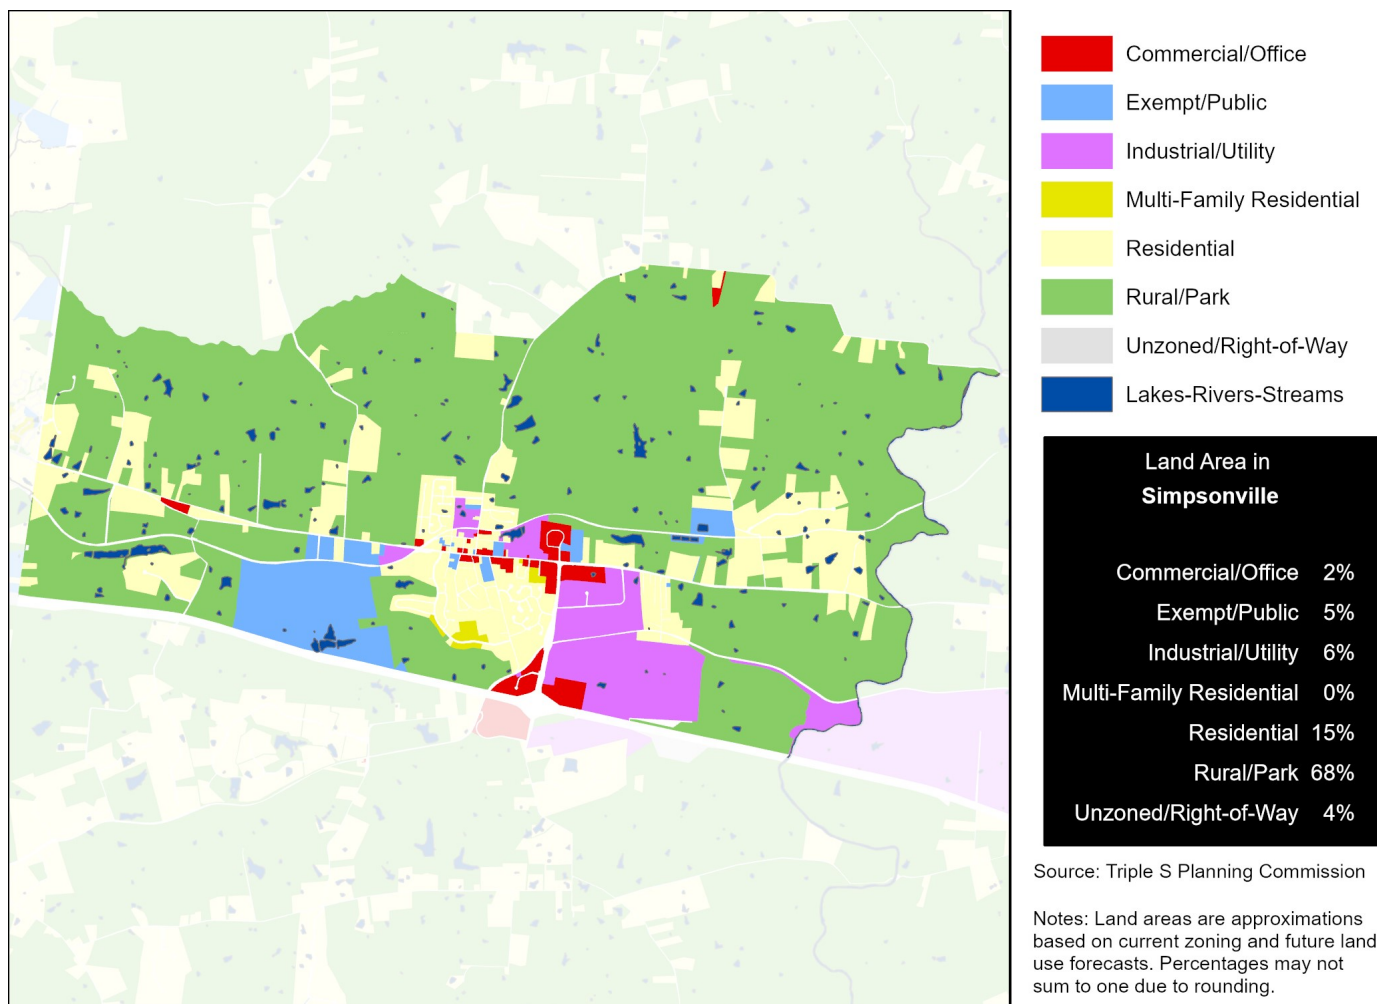 Commercial/Office
Exempt/Public
Industrial/Utility
Multi-Family Residential
Residential
Rural/Park
Unzoned/Right-of-Way
Lakes-Rivers-Streams
Land Area in
Simpsonville
Commercial/Office 2%
Exempt/Public 5%
Industrial/Utility 6%
Multi-Family Residential 0%
Residential 15%
Rural/Park 68%
Unzoned/Right-of-Way 4%
Source: Triple S Planning Commission
Notes: Land areas are approximations
based on current zoning and future land
use forecasts. Percentages may not
sum to one due to rounding.